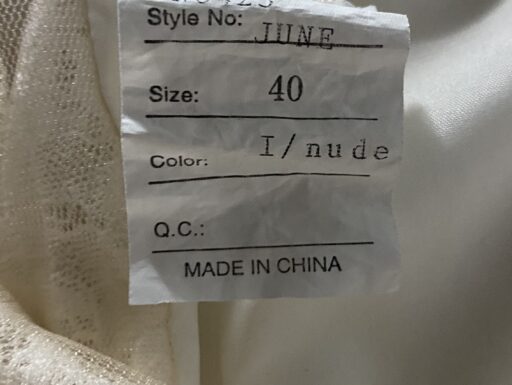 Style No: JUNE
Size: 40
Color: I/nude
Q.C.:
MADE IN CHINA